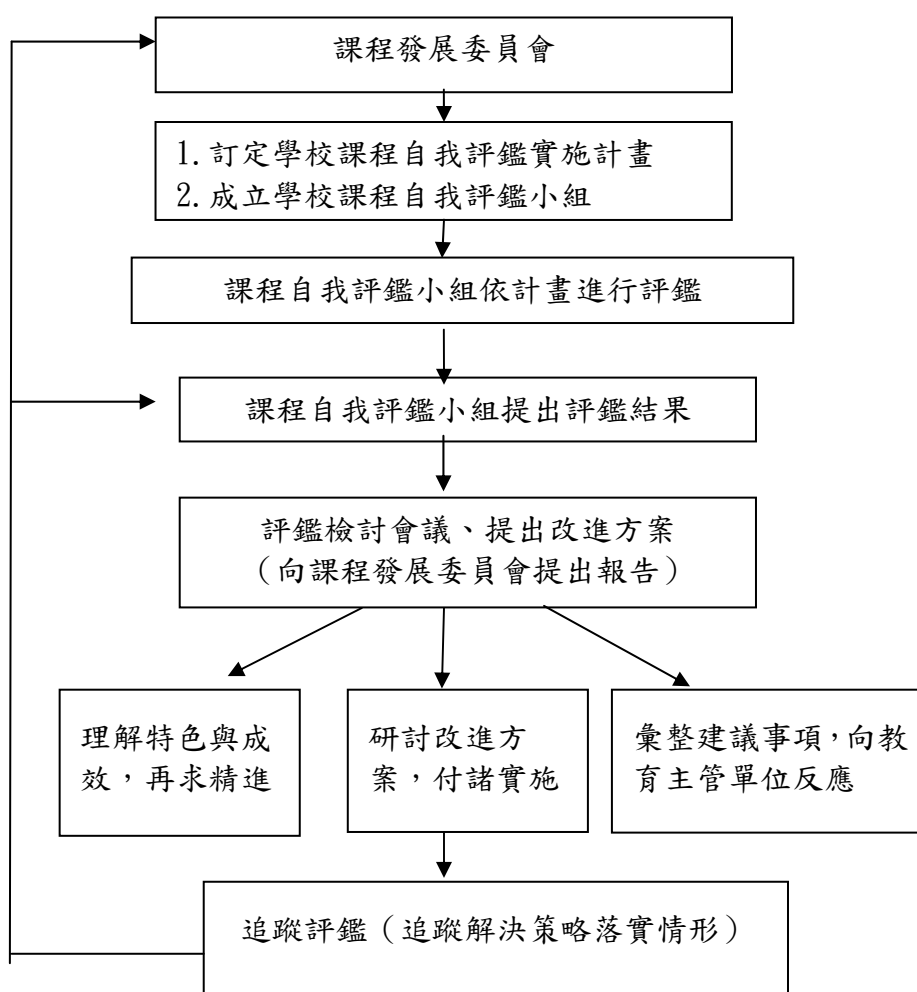 課程發展委員會
1.訂定學校課程自我評鑑實施計畫
2.成立學校課程自我評鑑小組
課程自我評鑑小組依計畫進行評鑑
課程自我評鑑小組提出評鑑結果
評鑑檢討會議、提出改進方案
（向課程發展委員會提出報告）
理解特色與成
效，再求精進
研討改進方
案，付諸實施
彙整建議事項，向教
育主管單位反應
追蹤評鑑（追蹤解決策略落實情形）